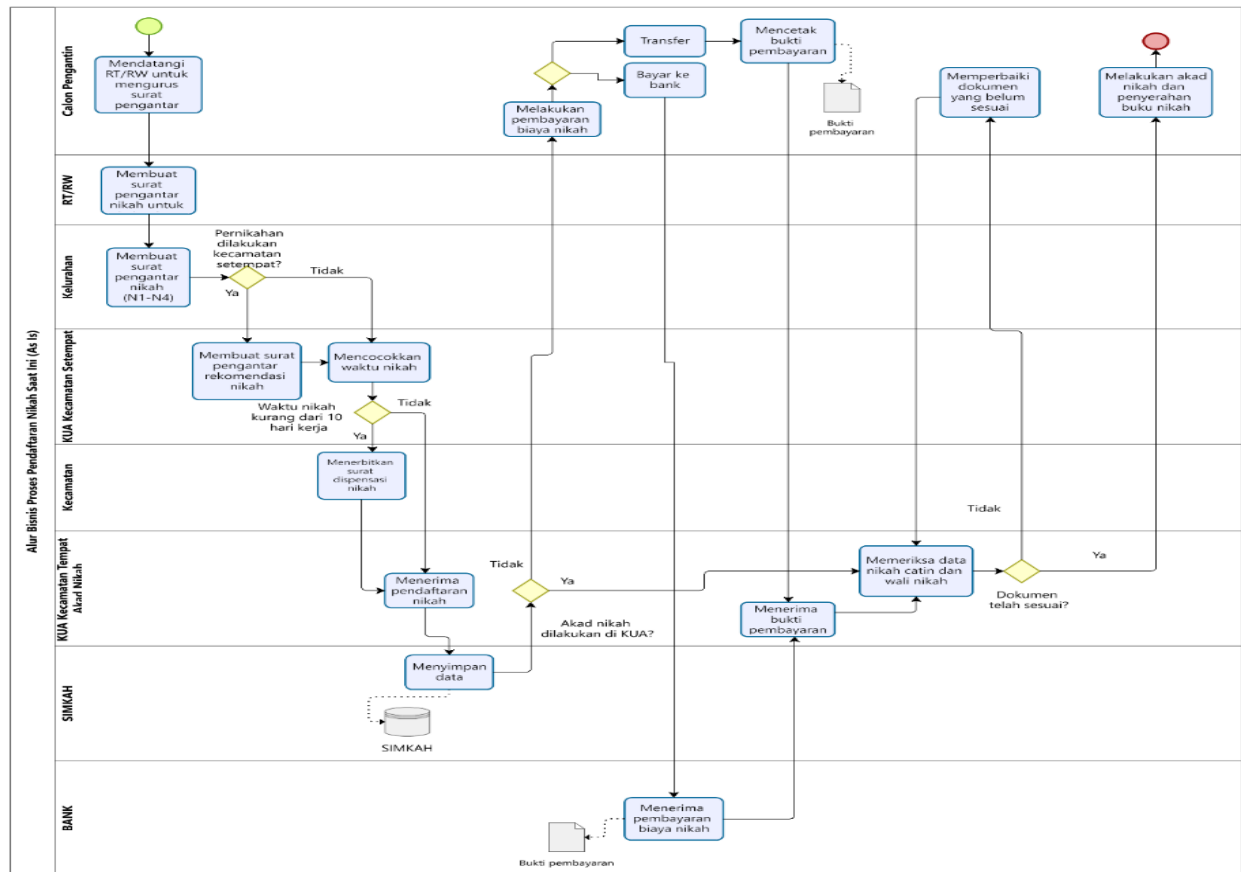 Alur Bisnis Proses Pendaftaran Nikah Saat Ini (As Is)
Calon Pengantin
Mendatangi
RT/RW untuk
mengurus
surat
pengantar
Transfer
Mencetak
bukti
pembayaran
Bayar ke
bank
Bukti
pembayaran
Melakukan
pembayaran
biaya nikah
Memperbaiki
dokumen
yang belum
sesuai
Melakukan akad
nikah dan
penyerahan
buku nikah
RT/RW
Membuat
surat
pengantar
nikah untuk
Kelurahan
Membuat
surat
pengantar
nikah
(N1-N4)
Pernikahan
dilakukan
kecamatan
setempat?
Tidak
Ya
KUA Kecamatan Setempat
Membuat surat
pengantar
rekomendasi
nikah
Mencocokkan
waktu nikah
Waktu nikah
kurang dari 10
hari kerja
Tidak
Ya
Kecamatan
Menerbitkan
surat
dispensasi
nikah
Tidak
KUA Kecamatan Tempat
Akad Nikah
Menerima
pendaftaran
nikah
Tidak
Ya
Akad nikah
dilakukan di KUA?
Menerima
bukti
pembayaran
Memeriksa data
nikah catin dan
wali nikah
Ya
Dokumen
telah sesuai?
SIMKAH
Menyimpan
data
SIMKAH
BANK
Menerima
pembayaran
biaya nikah
Bukti pembayaran